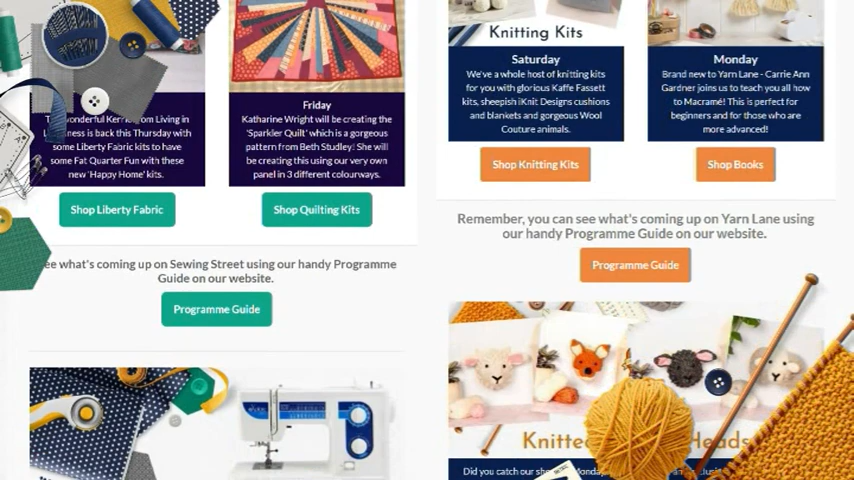 The wonderful Kerri from Living in
Loveliness is back this Thursday with
some Liberty Fabric kits to have
some Fat Quarter Fun with these
new 'Happy Home' kits.
Shop Liberty Fabric
Friday
Katharine Wright will be creating the
'Sparkler Quilt' which is a gorgeous
pattern from Beth Studley! She will
be creating this using our very own
panel in 3 different colourways.
Shop Quilting Kits
ee what's coming up on Sewing Street using our handy Programme
Guide on our website.
Programme Guide
Knitting Kits
Saturday
We've a whole host of knitting kits
for you with glorious Kaffe Fassett
kits, sheepish iKnit Designs cushions
and blankets and gorgeous Wool
Couture animals.
Shop Knitting Kits
Monday
Brand new to Yarn Lane - Carrie Ann
Gardner joins us to teach you all how
to Macramé! This is perfect for
beginners and for those who are
more advanced!
Shop Books
Remember, you can see what's coming up on Yarn Lane using
our handy Programme Guide on our website.
Programme Guide
Knitte Heads
Did you catch our sh Monday